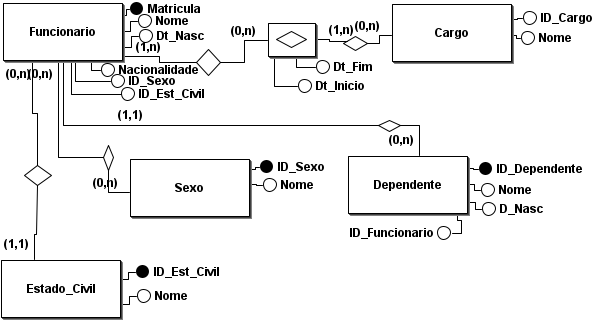 Matricula
Nome
Dt_Nasc
Funcionario
(1,n)
Nacionalidade
ID_Sexo
ID_Est_Civil
(0,n)
(0,n)
(0,n)
(1,n)
(0,n)
Cargo
ID_Cargo
Nome
Dt_Fim
Dt_Inicio
(1,1)
(0,n)
(0,n)
Sexo
ID_Sexo
Nome
Dependente
ID_Dependente
Nome
D_Nasc
ID_Funcionario
(1,1)
Estado_Civil
ID_Est_Civil
Nome